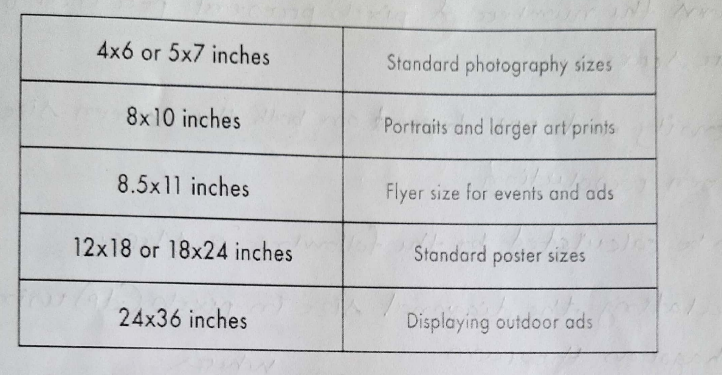 4x6 or 5x7 inches
Standard photography sizes
8x10 inches
Portraits and larger art prints
8.5x11 inches
Flyer size for events and ads
12x18 or 18x24 inches
Standard poster sizes
24x36 inches
Displaying outdoor ads